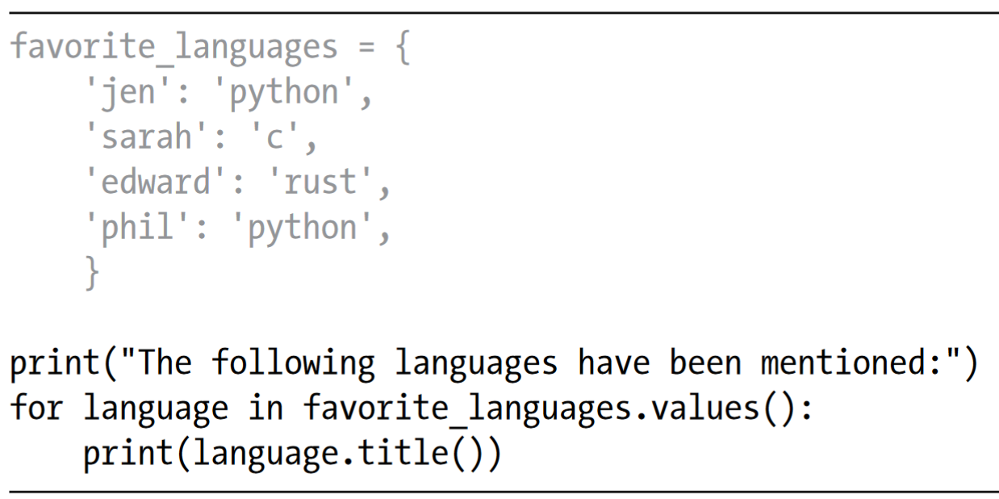 favorite_languages = {
    'jen': 'python',
    'sarah': 'c',
    'edward': 'rust',
    'phil': 'python',
    }
print("The following languages have been mentioned:")
for language in favorite_languages.values():
    print(language.title())